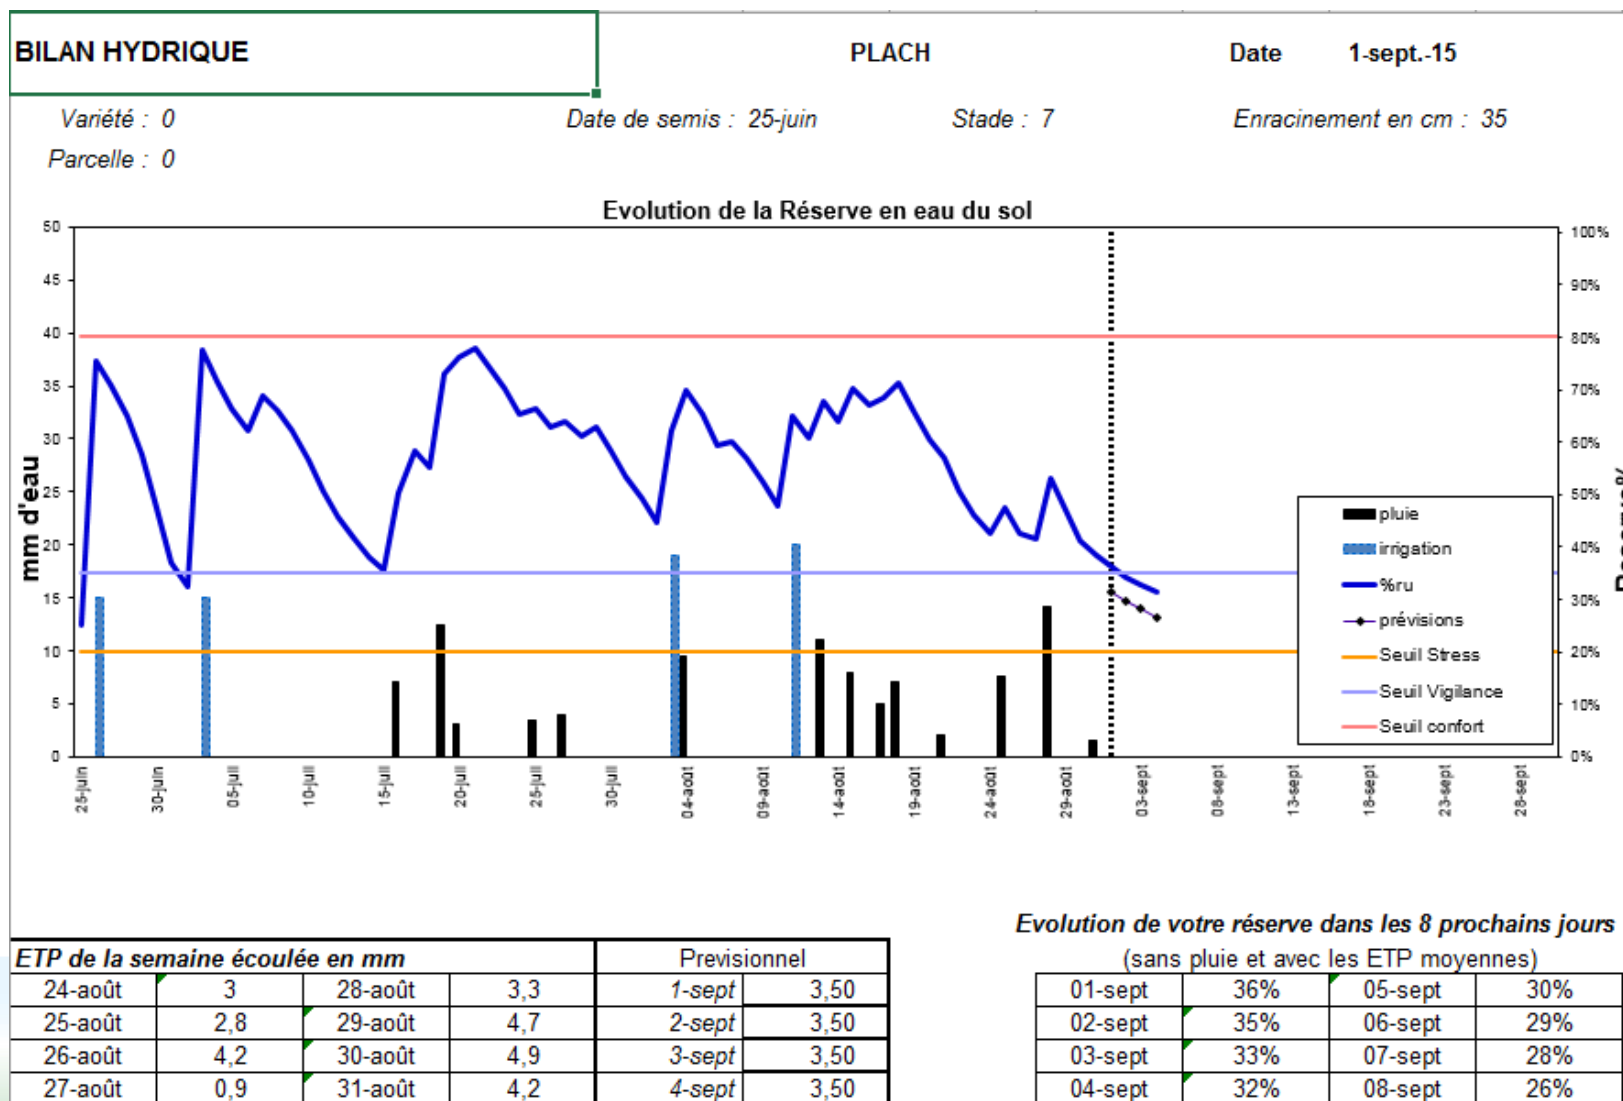 BILAN HYDRIQUE PLACH Date 1-sept.-15
Variété : 0 Date de semis : 25-juin Stade : 7 Enracinement en cm : 35
Parcelle : 0
Evolution de la Réserve en eau du sol
50 100%
45 90%
40 80%
35 70%
30 60%
25 50%
20 40%
15 30%
10 20%
5 10%
0 0%
mm d'eau
pluie
irrigation
%ru
prévisions
Seuil Stress
Seuil Vigilance
Seuil confort
25-juin 30-juin 05-juil 10-juil 15-juil 20-juil 25-juil 30-juil 04-août 09-août 14-août 19-août 24-août 29-août 03-sept 08-sept 13-sept 18-sept 23-sept 28-sept
Evolution de votre réserve dans les 8 prochains jours
ETP de la semaine écoulée en mm Previsionnel (sans pluie et avec les ETP moyennes)
24-août 3 28-août 3,3 1-sept 3,50 01-sept 36% 05-sept 30%
25-août 2,8 29-août 4,7 2-sept 3,50 02-sept 35% 06-sept 29%
26-août 4,2 30-août 4,9 3-sept 3,50 03-sept 33% 07-sept 28%
27-août 0,9 31-août 4,2 4-sept 3,50 04-sept 32% 08-sept 26%